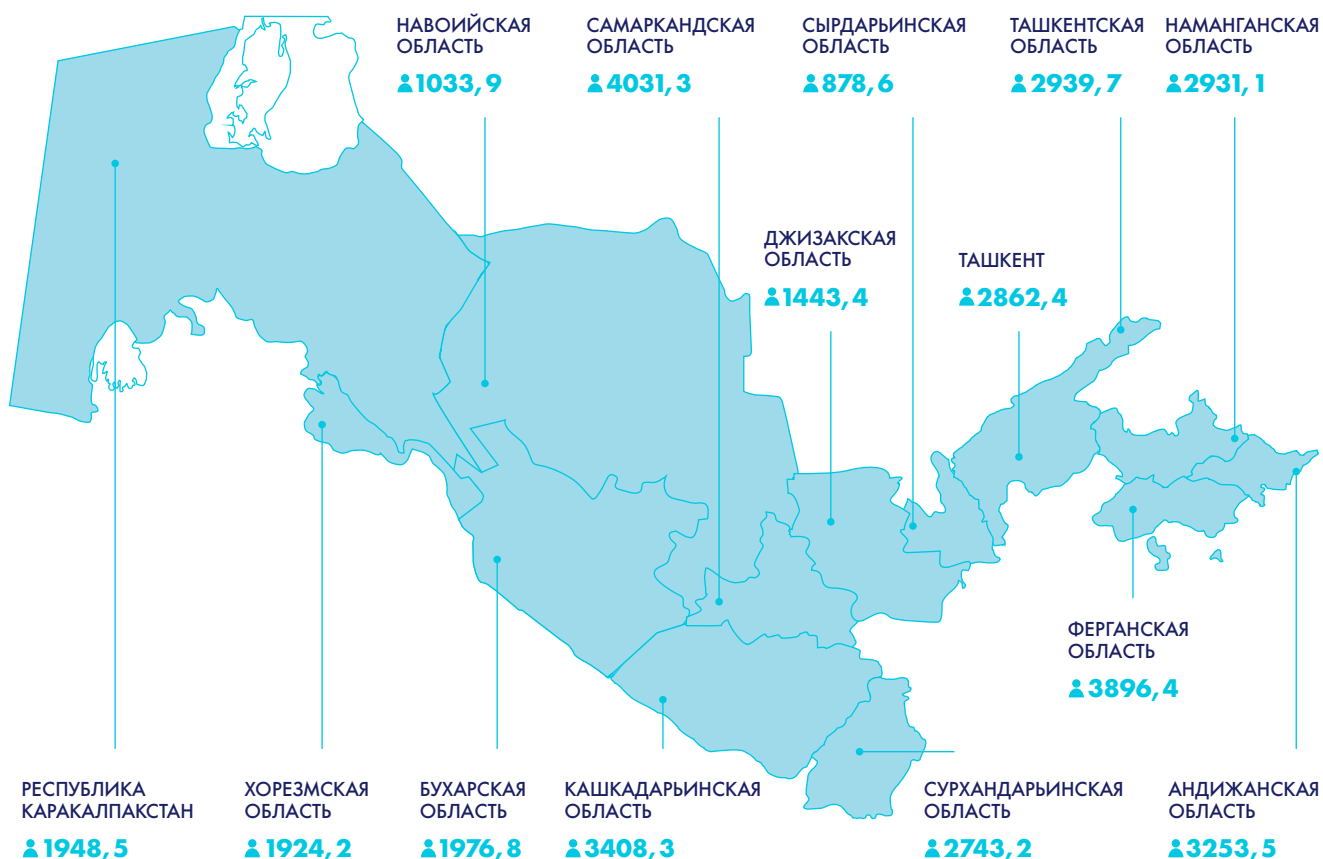 НАВОИЙСКАЯ
ОБЛАСТЬ
1033,9
САМАРКАНДСКАЯ
ОБЛАСТЬ
4031,3
СЫРДАРЬИНСКАЯ
ОБЛАСТЬ
878,6
ТАШКЕНТСКАЯ
ОБЛАСТЬ
2939,7
НАМАНГАНСКАЯ
ОБЛАСТЬ
2931,1
ДЖИЗАКСКАЯ
ОБЛАСТЬ
1443,4
ТАШКЕНТ
2862,4
ФЕРГАНСКАЯ
ОБЛАСТЬ
3896,4
РЕСПУБЛИКА
КАРАКАЛПАКСТАН
1948,5
ХОРЕЗМСКАЯ
ОБЛАСТЬ
1924,2
БУХАРСКАЯ
ОБЛАСТЬ
1976,8
КАШКАДАРЬИНСКАЯ
ОБЛАСТЬ
3408,3
СУРХАНДАРЬИНСКАЯ
ОБЛАСТЬ
2743,2
АНДИЖАНСКАЯ
ОБЛАСТЬ
3253,5